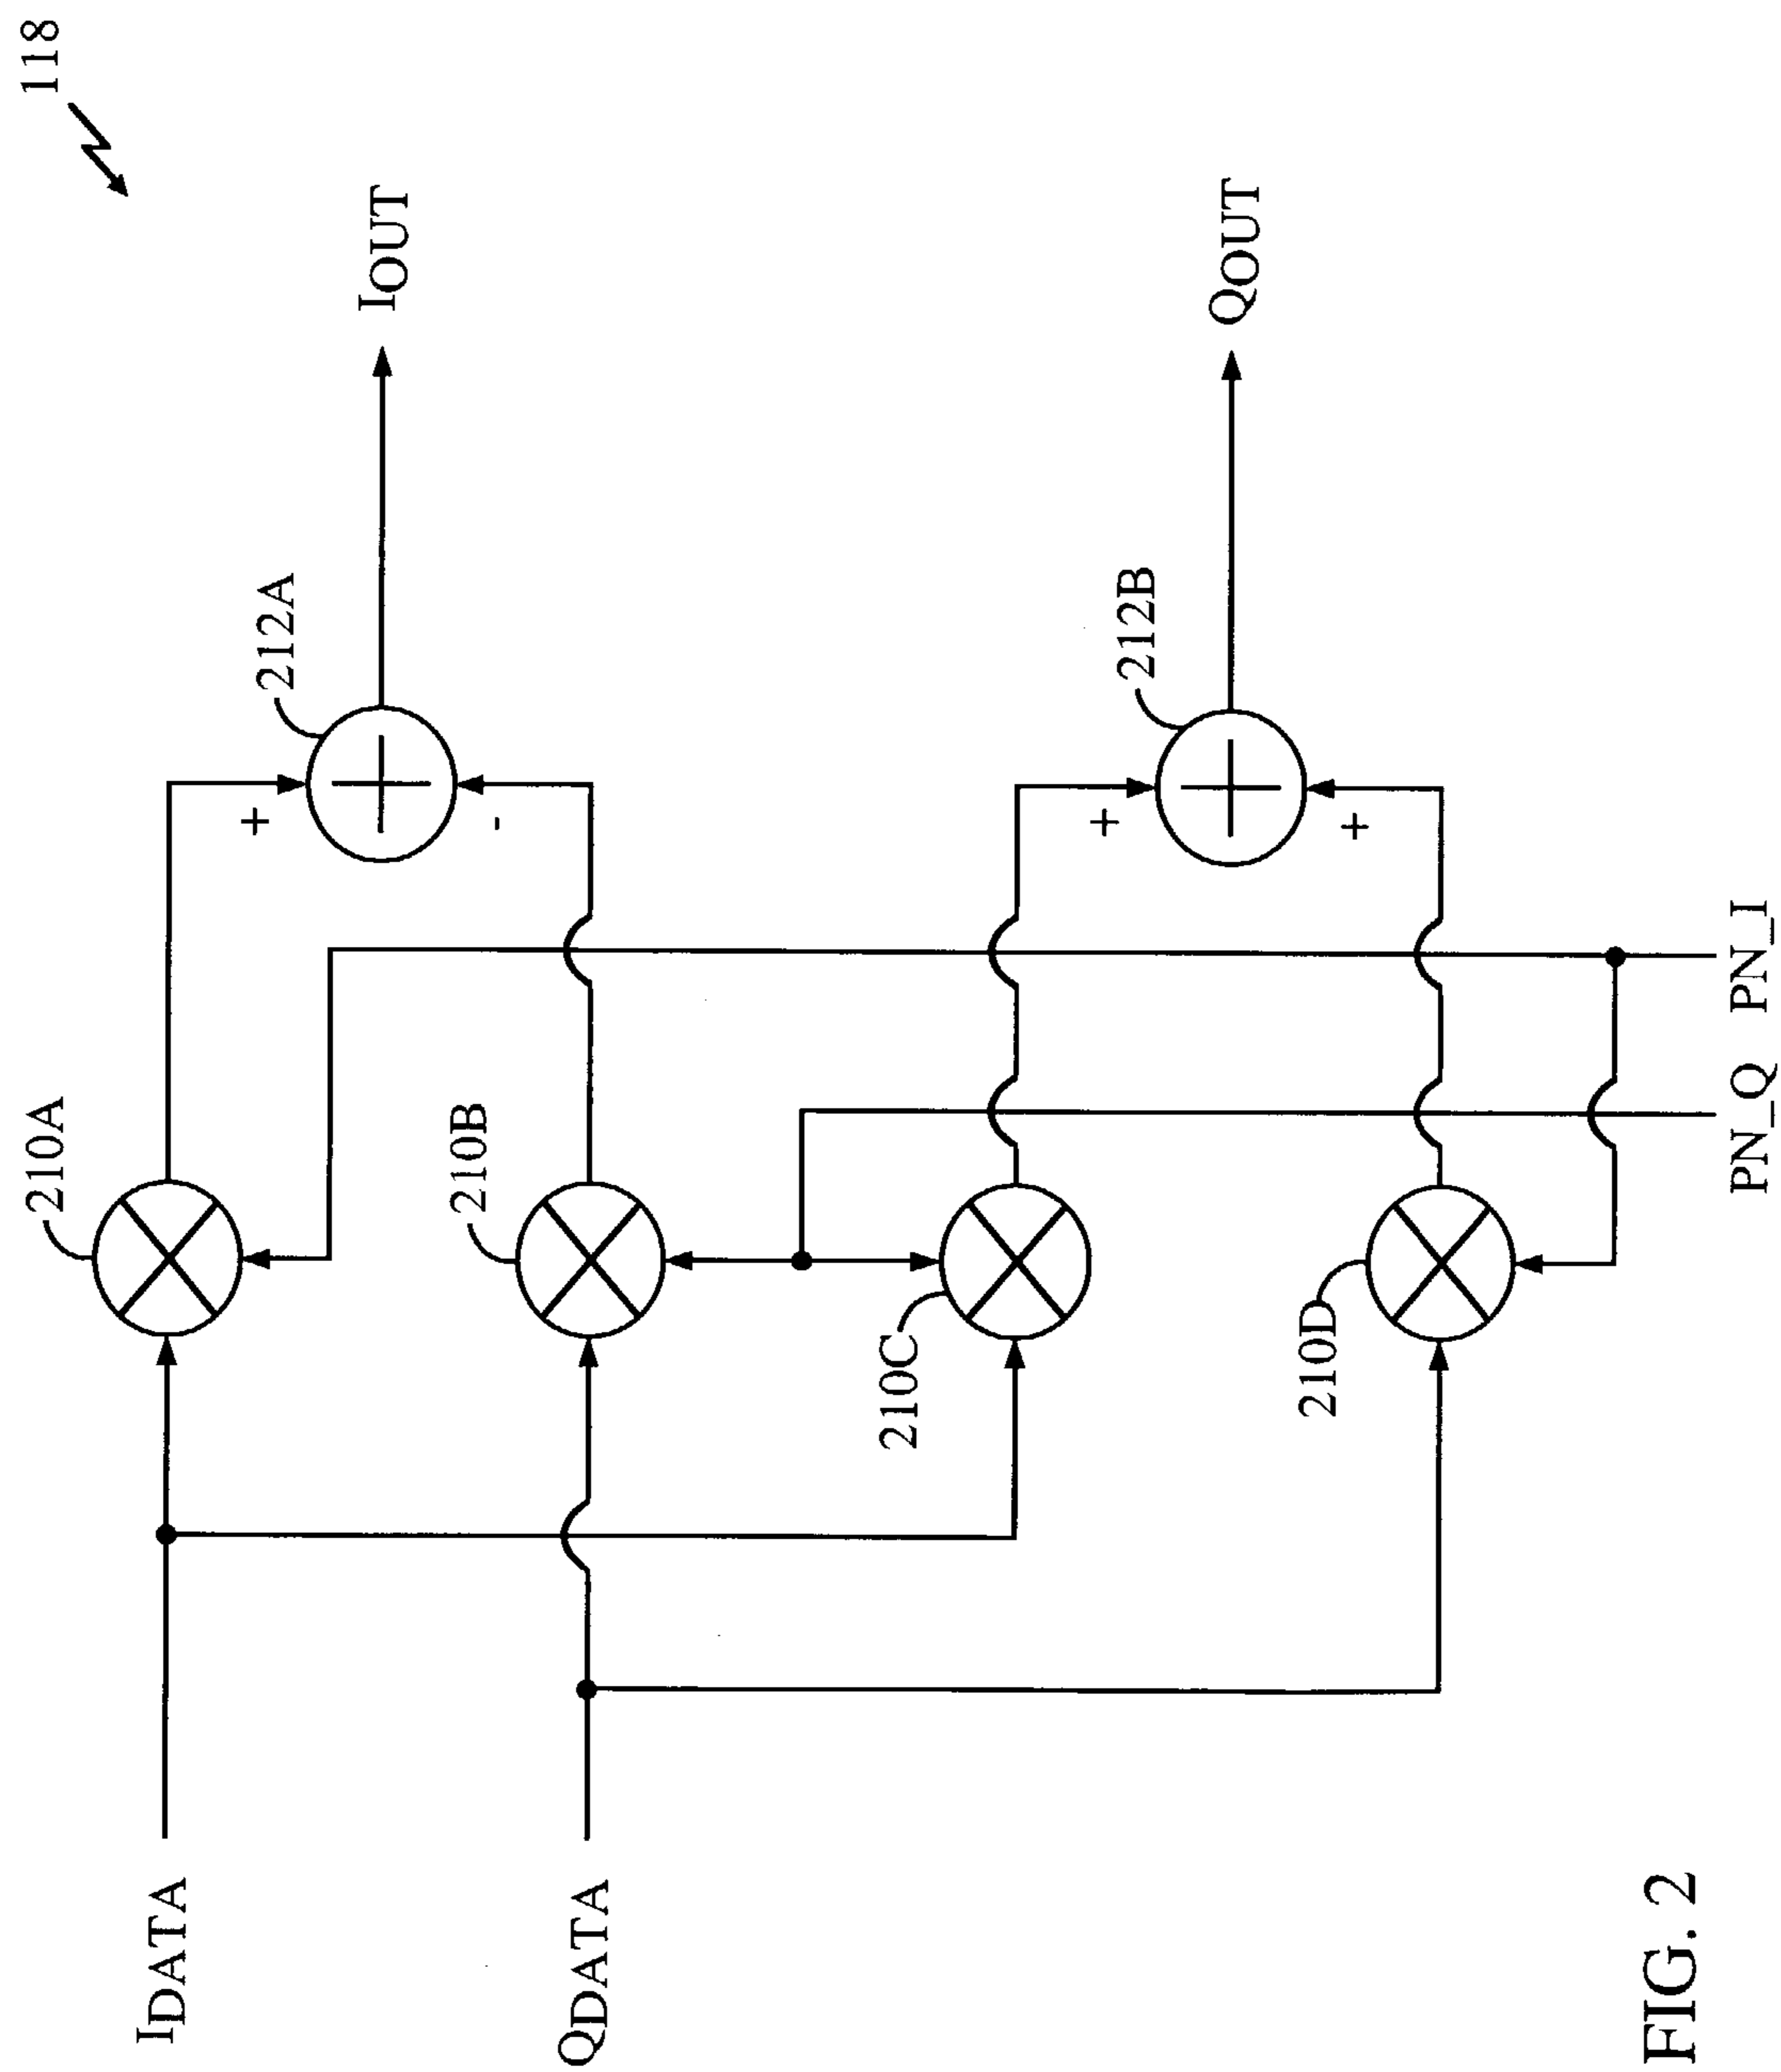 118
210A
212A
IOUT
IDATA
+
-
210B
QDATA
210C
212B
QOUT
+
+
210D
PN_Q PN_I
FIG. 2